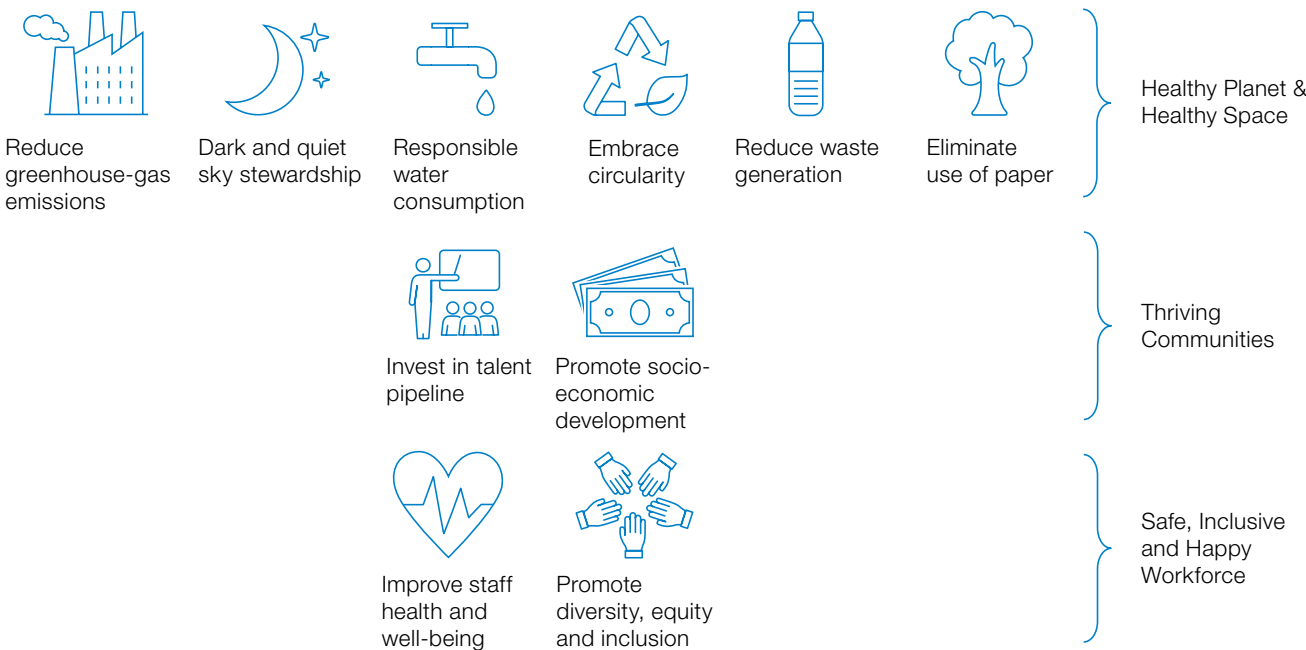 Reduce
greenhouse-gas
emissions
Dark and quiet
sky stewardship
Responsible
water
consumption
Embrace
circularity
Reduce waste
generation
Eliminate
use of paper
Healthy Planet &
Healthy Space
Invest in talent
pipeline
Promote socio-
economic
development
Thriving
Communities
Improve staff
health and
well-being
Promote
diversity, equity
and inclusion
Safe, Inclusive
and Happy
Workforce